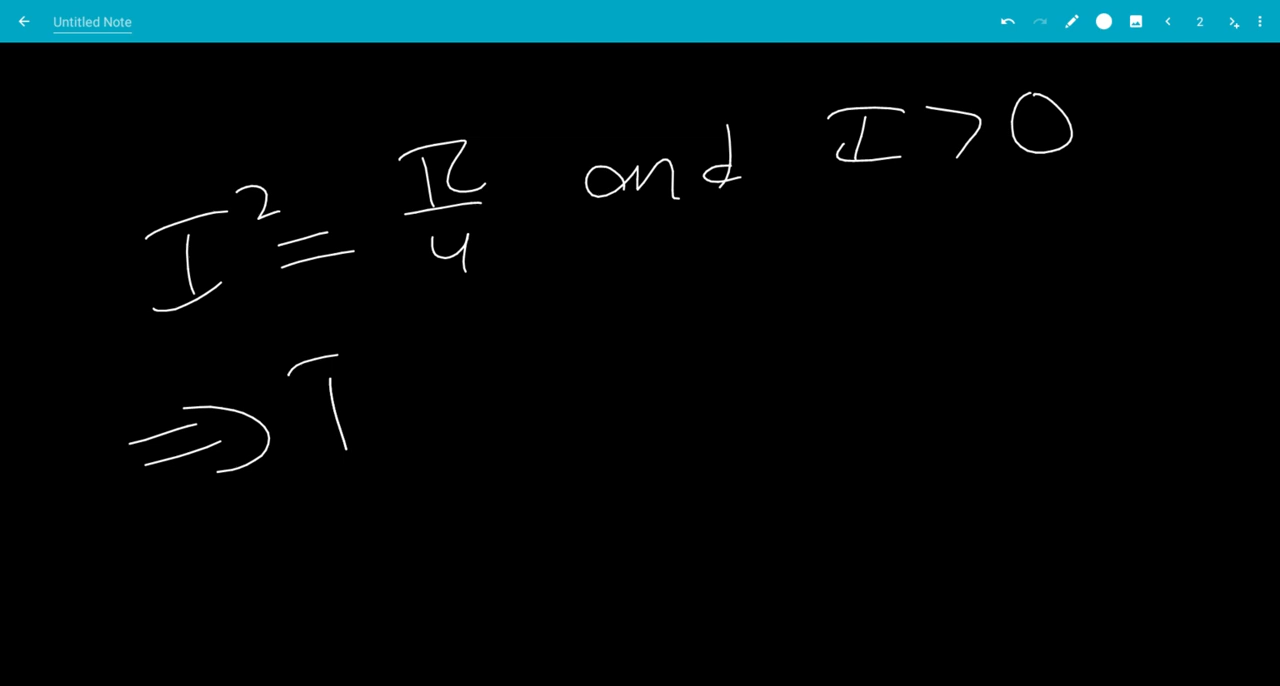 Untitled Note
2
I² = π/4 and I > 0
⇒ I